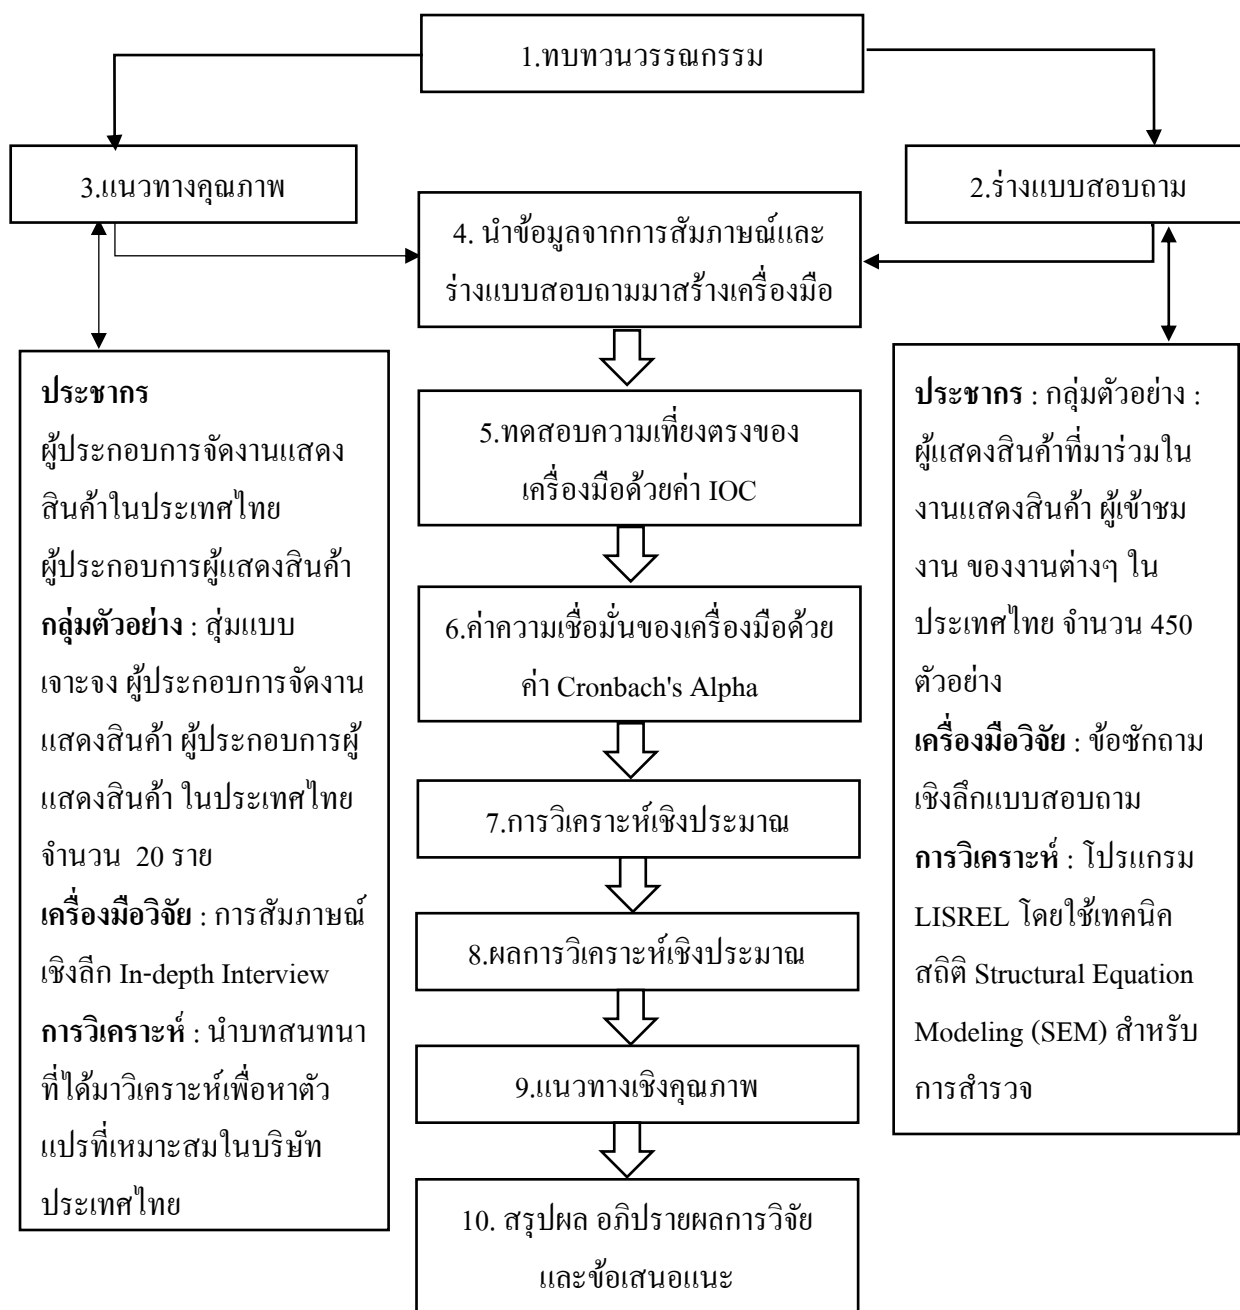 1.ทบทวนวรรณกรรม
3.แนวทางคุณภาพ
2.ร่างแบบสอบถาม
4. นำข้อมูลจากการสัมภาษณ์และ
ร่างแบบสอบถามมาสร้างเครื่องมือ
ประชากร
ผู้ประกอบการจัดงานแสดง
สินค้าในประเทศไทย
ผู้ประกอบการผู้แสดงสินค้า
กลุ่มตัวอย่าง : สุ่มแบบ
เจาะจง ผู้ประกอบการจัดงาน
แสดงสินค้า ผู้ประกอบการผู้
แสดงสินค้า ในประเทศไทย
จำนวน  20 ราย
เครื่องมือวิจัย : การสัมภาษณ์
เชิงลึก In-depth Interview
การวิเคราะห์ : นำบทสนทนา
ที่ได้มาวิเคราะห์เพื่อหาตัว
แปรที่เหมาะสมในบริษัท
ประเทศไทย
5.ทดสอบความเที่ยงตรงของ
เครื่องมือด้วยค่า IOC
6.ค่าความเชื่อมั่นของเครื่องมือด้วย
ค่า Cronbach's Alpha
7.การวิเคราะห์เชิงประมาณ
8.ผลการวิเคราะห์เชิงประมาณ
9.แนวทางเชิงคุณภาพ
10. สรุปผล อภิปรายผลการวิจัย
และข้อเสนอแนะ
ประชากร : กลุ่มตัวอย่าง :
ผู้แสดงสินค้าที่มาร่วมใน
งานแสดงสินค้า ผู้เข้าชม
งาน ของงานต่างๆ ใน
ประเทศไทย จำนวน 450
ตัวอย่าง
เครื่องมือวิจัย : ข้อซักถาม
เชิงลึกแบบสอบถาม
การวิเคราะห์ : โปรแกรม
LISREL โดยใช้เทคนิค
สถิติ Structural Equation
Modeling (SEM) สำหรับ
การสำรวจ